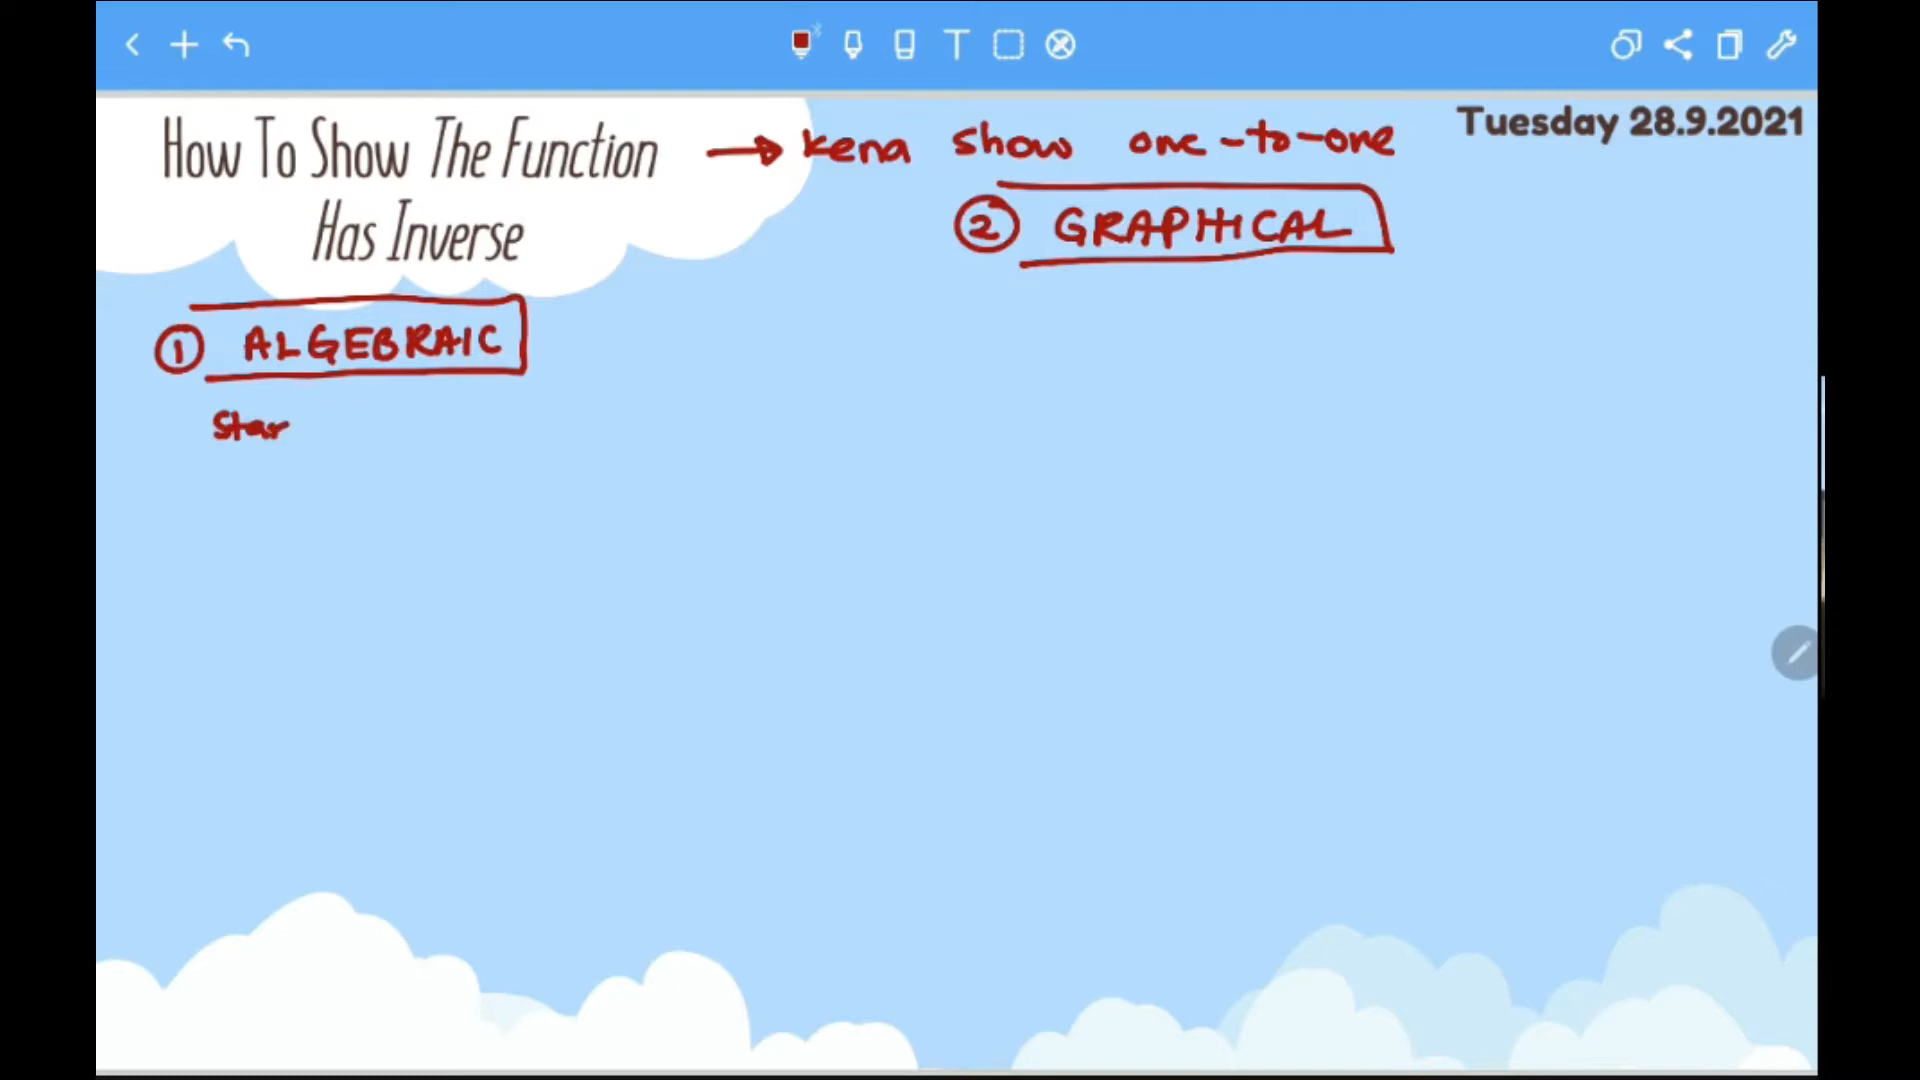 How To Show The Function → kena show one-to-one
Has Inverse
Tuesday 28.9.2021
② GRAPHICAL
① ALGEBRAIC
Star